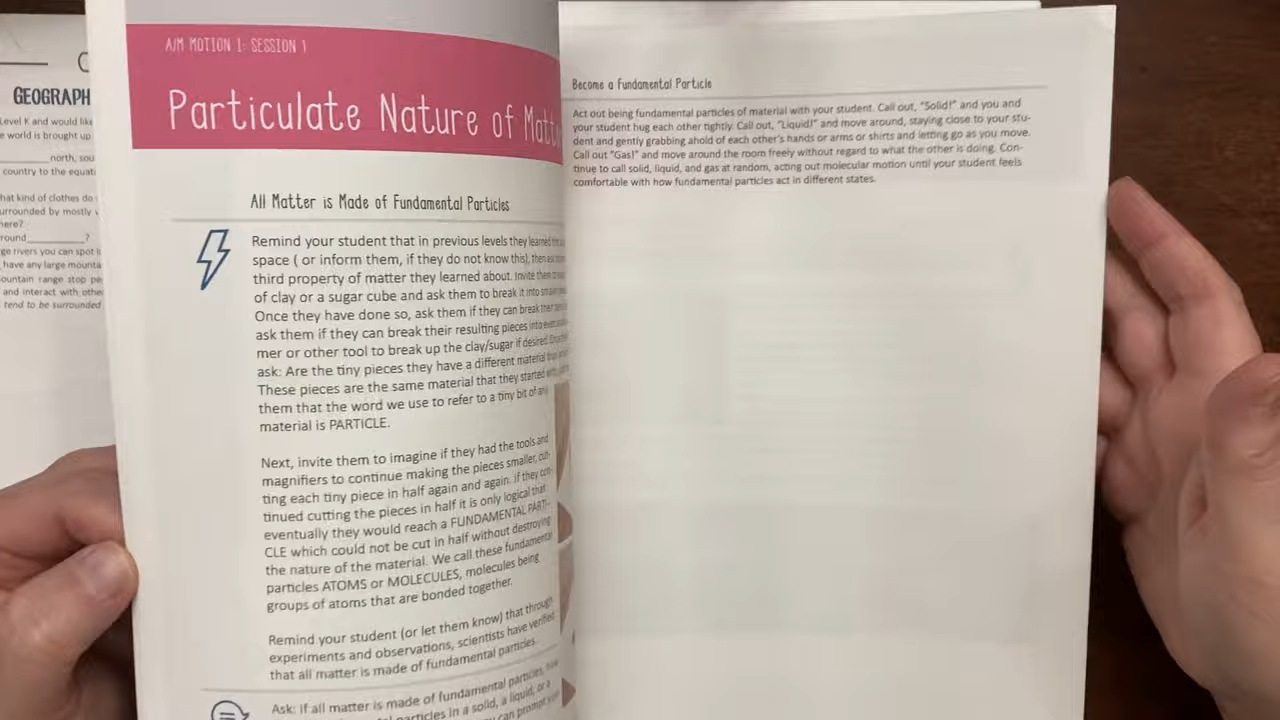 GEOGRAPH
Level K and would like
e world is brought up
north, sou
country to the equati
hat kind of clothes do
urrounded by mostly
here?
round__________?
ge rivers you can spot
have any large mounta
ountain range stop pe
and interact with othe
tend to be surrounded
A/M MOTION 1: SESSION 1
Particulate Nature of Matt
All Matter is Made of Fundamental Particles
Remind your student that in previous levels they learned
space ( or inform them, if they do not know this), then
third property of matter they learned about. Invite them
of clay or a sugar cube and ask them to break it into
Once they have done so, ask them if they can break
ask them if they can break their resulting pieces into
mer or other tool to break up the clay/sugar if desired.
ask: Are the tiny pieces they have a different material
These pieces are the same material that they started
them that the word we use to refer to a tiny bit of
material is PARTICLE.
Next, invite them to imagine if they had the tools and
magnifiers to continue making the pieces smaller, cut-
ting each tiny piece in half again and again. If they con-
tinued cutting the pieces in half it is only logical that
eventually they would reach a FUNDAMENTAL PARTI-
CLE which could not be cut in half without destroying
the nature of the material. We call these fundamental
particles ATOMS or MOLECULES, molecules being
groups of atoms that are bonded together.
Remind your student (or let them know) that through
experiments and observations, scientists have verified
that all matter is made of fundamental particles.
Ask: if all matter is made of fundamental particles, how
particles in a solid, a liquid, or a
can prompt
Become a Fundamental Particle
Act out being fundamental particles of material with your student. Call out, "Solid!" and you and
your student hug each other tightly. Call out, "Liquid!" and move around, staying close to your stu-
dent and gently grabbing ahold of each other's hands or arms or shirts and letting go as you move.
Call out "Gas!" and move around the room freely without regard to what the other is doing. Con-
tinue to call solid, liquid, and gas at random, acting out molecular motion until your student feels
comfortable with how fundamental particles act in different states.